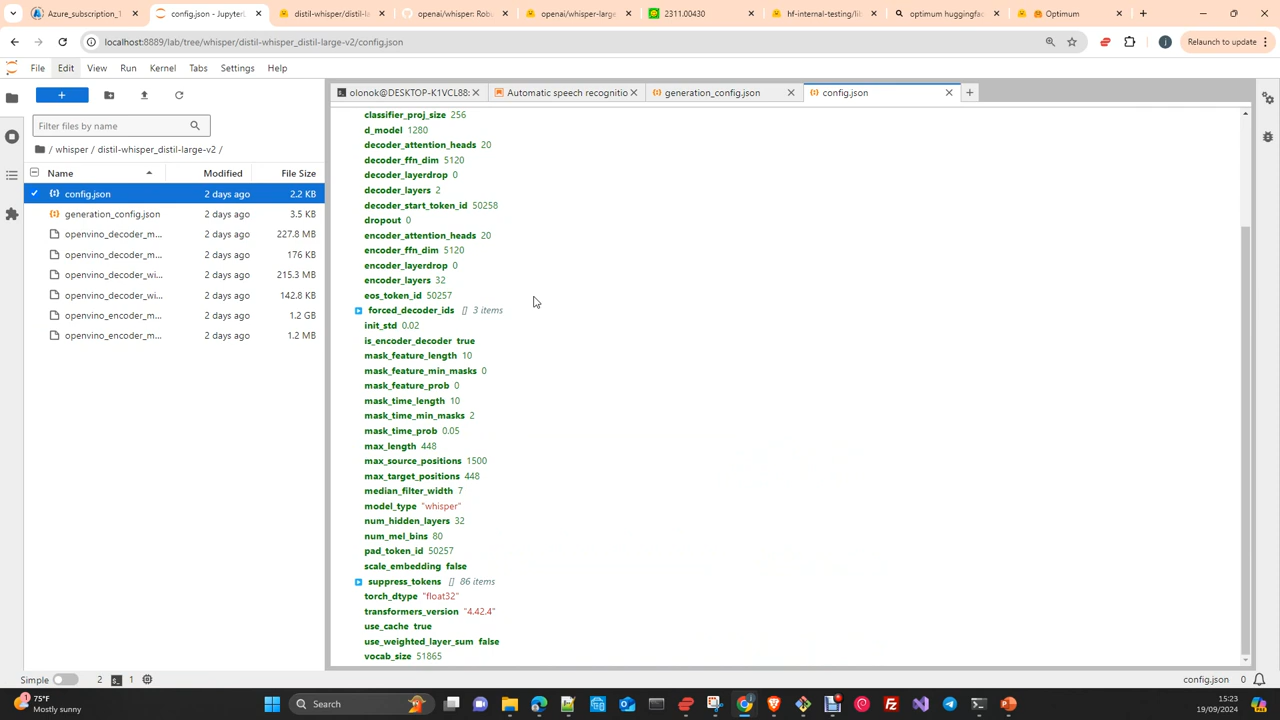 Azure_subscription_1
config.json - JupyterL
distil-whisper/distil-la
openai/whisper: Rob
openai/whisper-large
2311.00430
hf-internal-testing/lib
optimum huggingfac
Optimum
localhost:8889/lab/tree/whisper/distil-whisper_distil-large-v2/config.json
Relaunch to update
File Edit View Run Kernel Tabs Settings Help
olonok@DESKTOP-K1VCL88:
Automatic speech recognitio
generation_config.json
config.json
Filter files by name
/ whisper / distil-whisper_distil-large-v2 /
Name Modified File Size
config.json 2 days ago 2.2 KB
generation_config.json 2 days ago 3.5 KB
openvino_decoder_m... 2 days ago 227.8 MB
openvino_decoder_m... 2 days ago 176 KB
openvino_decoder_wi... 2 days ago 215.3 MB
openvino_decoder_wi... 2 days ago 142.8 KB
openvino_encoder_m... 2 days ago 1.2 GB
openvino_encoder_m... 2 days ago 1.2 MB
classifier_proj_size 256
d_model 1280
decoder_attention_heads 20
decoder_ffn_dim 5120
decoder_layerdrop 0
decoder_layers 2
decoder_start_token_id 50258
dropout 0
encoder_attention_heads 20
encoder_ffn_dim 5120
encoder_layerdrop 0
encoder_layers 32
eos_token_id 50257
forced_decoder_ids [] 3 items
init_std 0.02
is_encoder_decoder true
mask_feature_length 10
mask_feature_min_masks 0
mask_feature_prob 0
mask_time_length 10
mask_time_min_masks 2
mask_time_prob 0.05
max_length 448
max_source_positions 1500
max_target_positions 448
median_filter_width 7
model_type "whisper"
num_hidden_layers 32
num_mel_bins 80
pad_token_id 50257
scale_embedding false
suppress_tokens [] 86 items
torch_dtype "float32"
transformers_version "4.42.4"
use_cache true
use_weighted_layer_sum false
vocab_size 51865
Simple 2 1
config.json 0
75°F
Mostly sunny
Search
15:23
19/09/2024